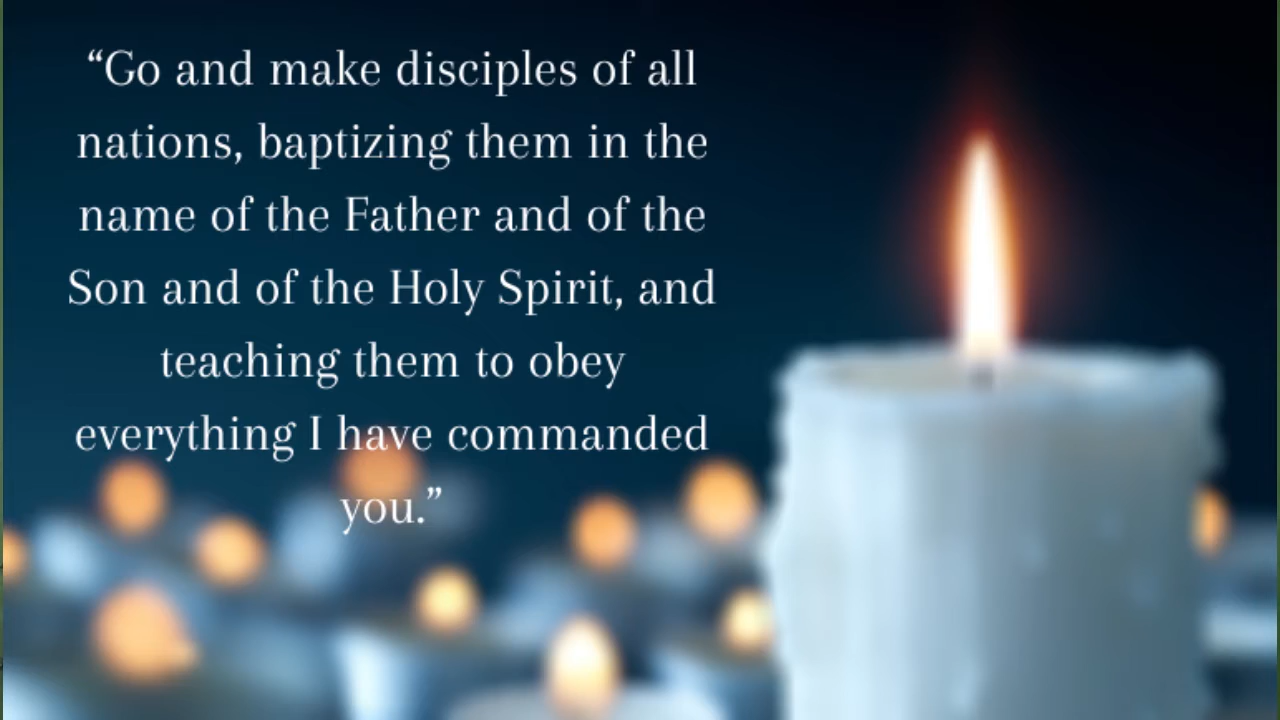 “Go and make disciples of all
nations, baptizing them in the
name of the Father and of the
Son and of the Holy Spirit, and
teaching them to obey
everything I have commanded
you.”